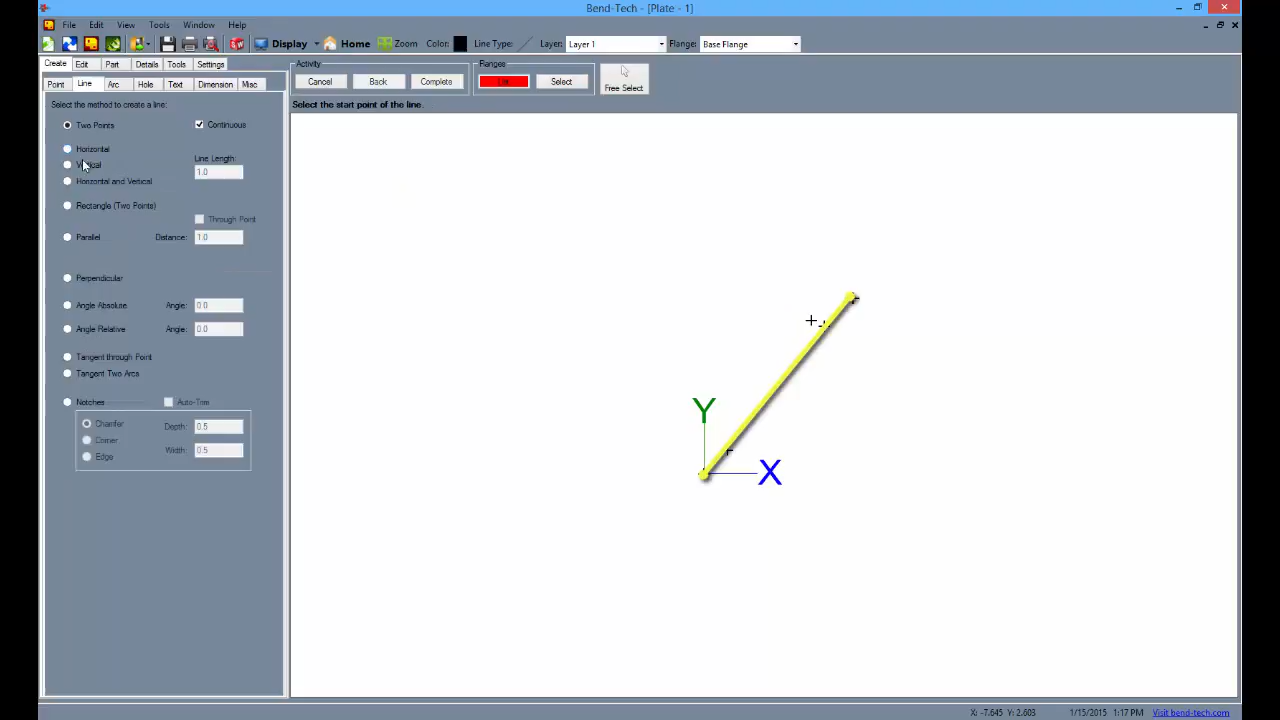 Bend-Tech - [Plate - 1]
File Edit View Tools Window Help
Display Home Zoom Color: Line Type: Layer: Layer 1 Flange: Base Flange
Create Edit Part Details Tools Settings
Point Line Arc Hole Text Dimension Misc
Activity
Cancel Back Complete
Ranges
Select
Free Select
Select the start point of the line.
Select the method to create a line:
Two Points Continuous
Horizontal
Line Length:
Vertical 1.0
Horizontal and Vertical
Rectangle (Two Points)
Through Point
Parallel Distance: 1.0
Perpendicular
Angle Absolute Angle: 0.0
Angle Relative Angle: 0.0
Tangent through Point
Tangent Two Arcs
Notches Auto-Trim
Chamfer Depth: 0.5
Corner
Width: 0.5
Edge
Y
X
X: -7.645 Y: 2.603 1/15/2015 1:17 PM Visit bend-tech.com